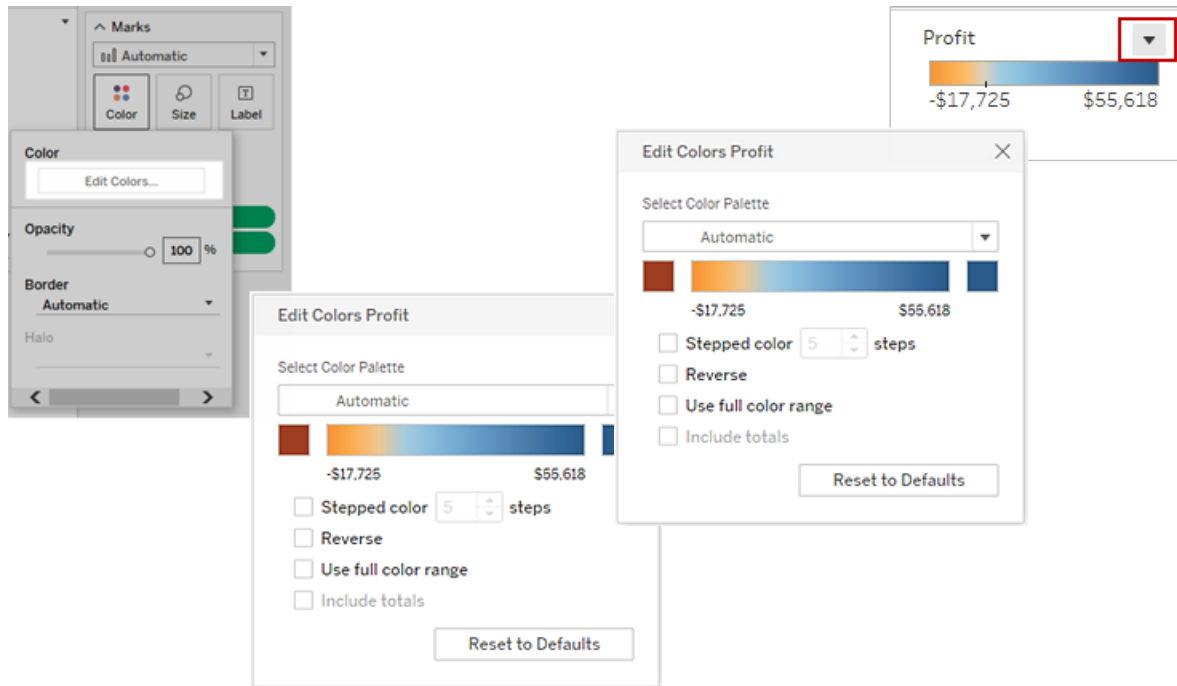 Marks
Automatic
Color Size Label
Color
Edit Colors...
Opacity
100 %
Border
Automatic
Halo
Edit Colors Profit
Select Color Palette
Automatic
-$17,725 $55,618
Stepped color 5 steps
Reverse
Use full color range
Include totals
Reset to Defaults
Edit Colors Profit
Select Color Palette
Automatic
-$17,725 $55,618
Stepped color 5 steps
Reverse
Use full color range
Include totals
Reset to Defaults
Profit
-$17,725 $55,618